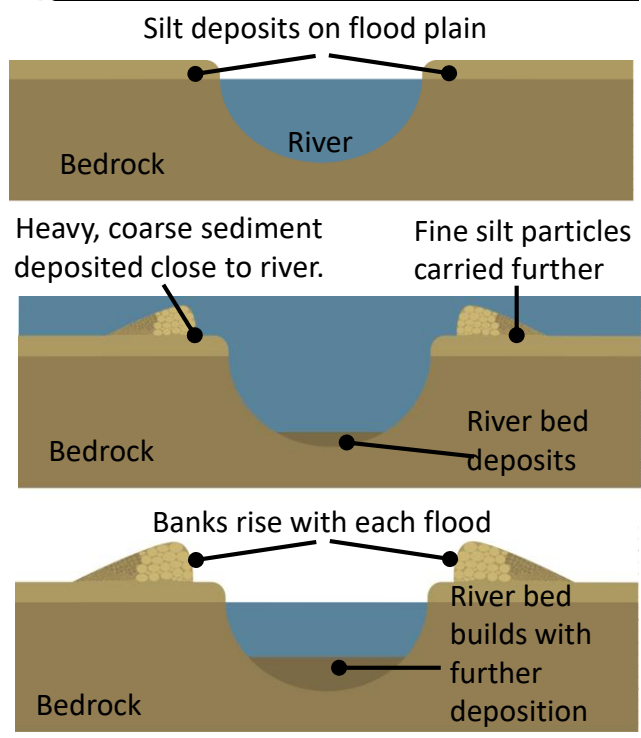 Silt deposits on flood plain
River
Bedrock
Heavy, coarse sediment
deposited close to river.
Fine silt particles
carried further
River bed
deposits
Bedrock
Banks rise with each flood
River bed
builds with
further
deposition
Bedrock